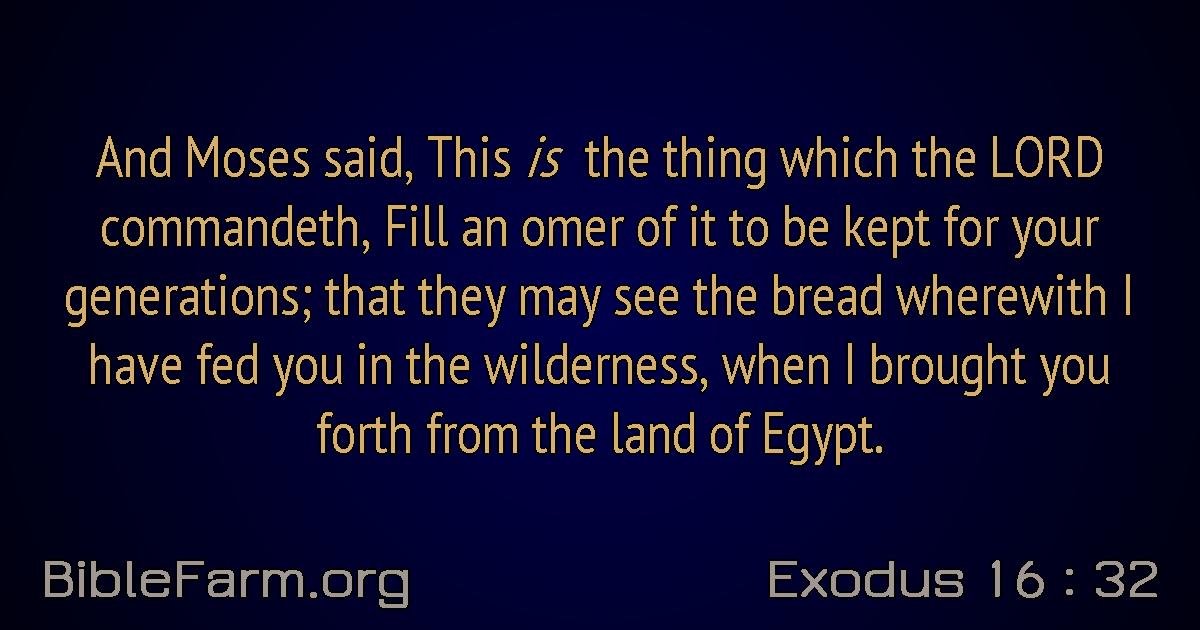 And Moses said, This is the thing which the LORD
commandeth, Fill an omer of it to be kept for your
generations; that they may see the bread wherewith I
have fed you in the wilderness, when I brought you
forth from the land of Egypt.
BibleFarm.org
Exodus 16 : 32